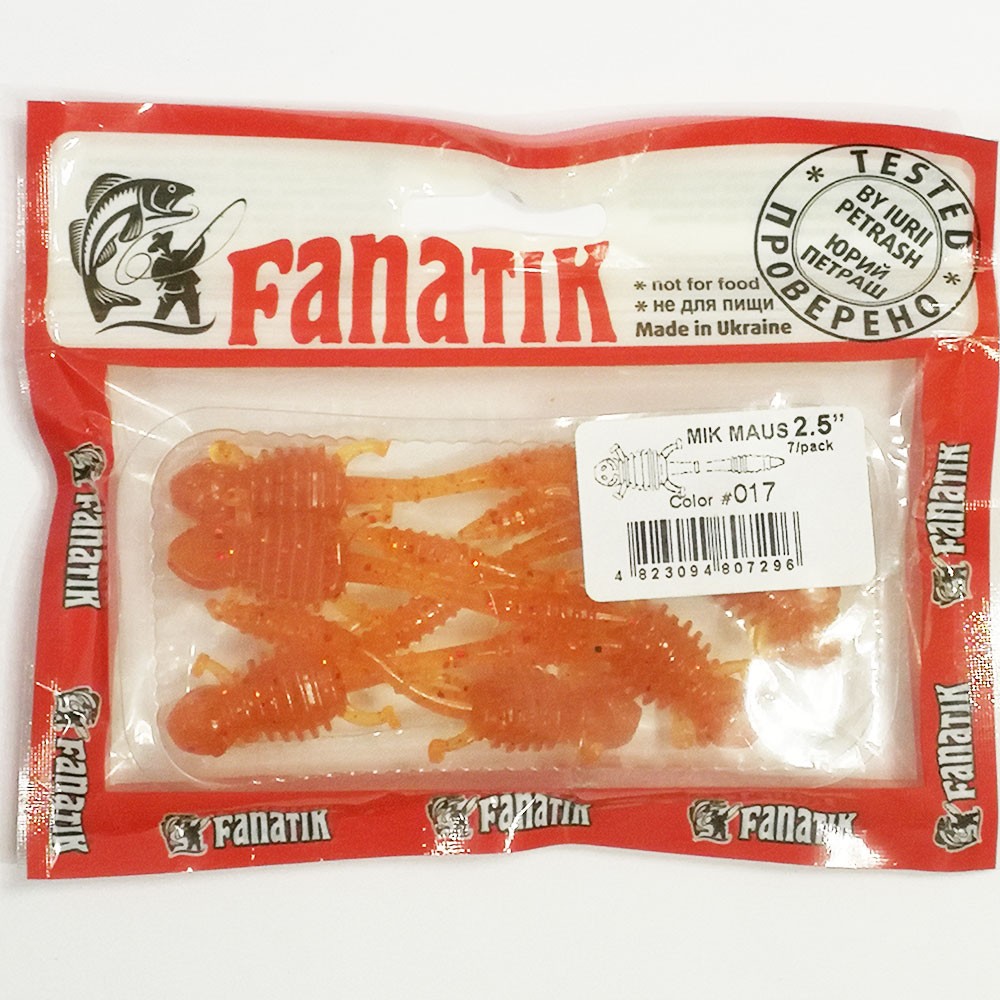 FANATIK
* not for food
* не для пищи
Made in Ukraine
* TESTED *
ПРОВЕРЕНО
BY IURII
PETRASH
ЮРИЙ
ПЕТРАШ
MIK MAUS 2.5”
7/pack
Color #017
4 823094 807296
FANATIK
FANATIK
FANATIK
FANATIK
FANATIK
FANATIK
FANATIK